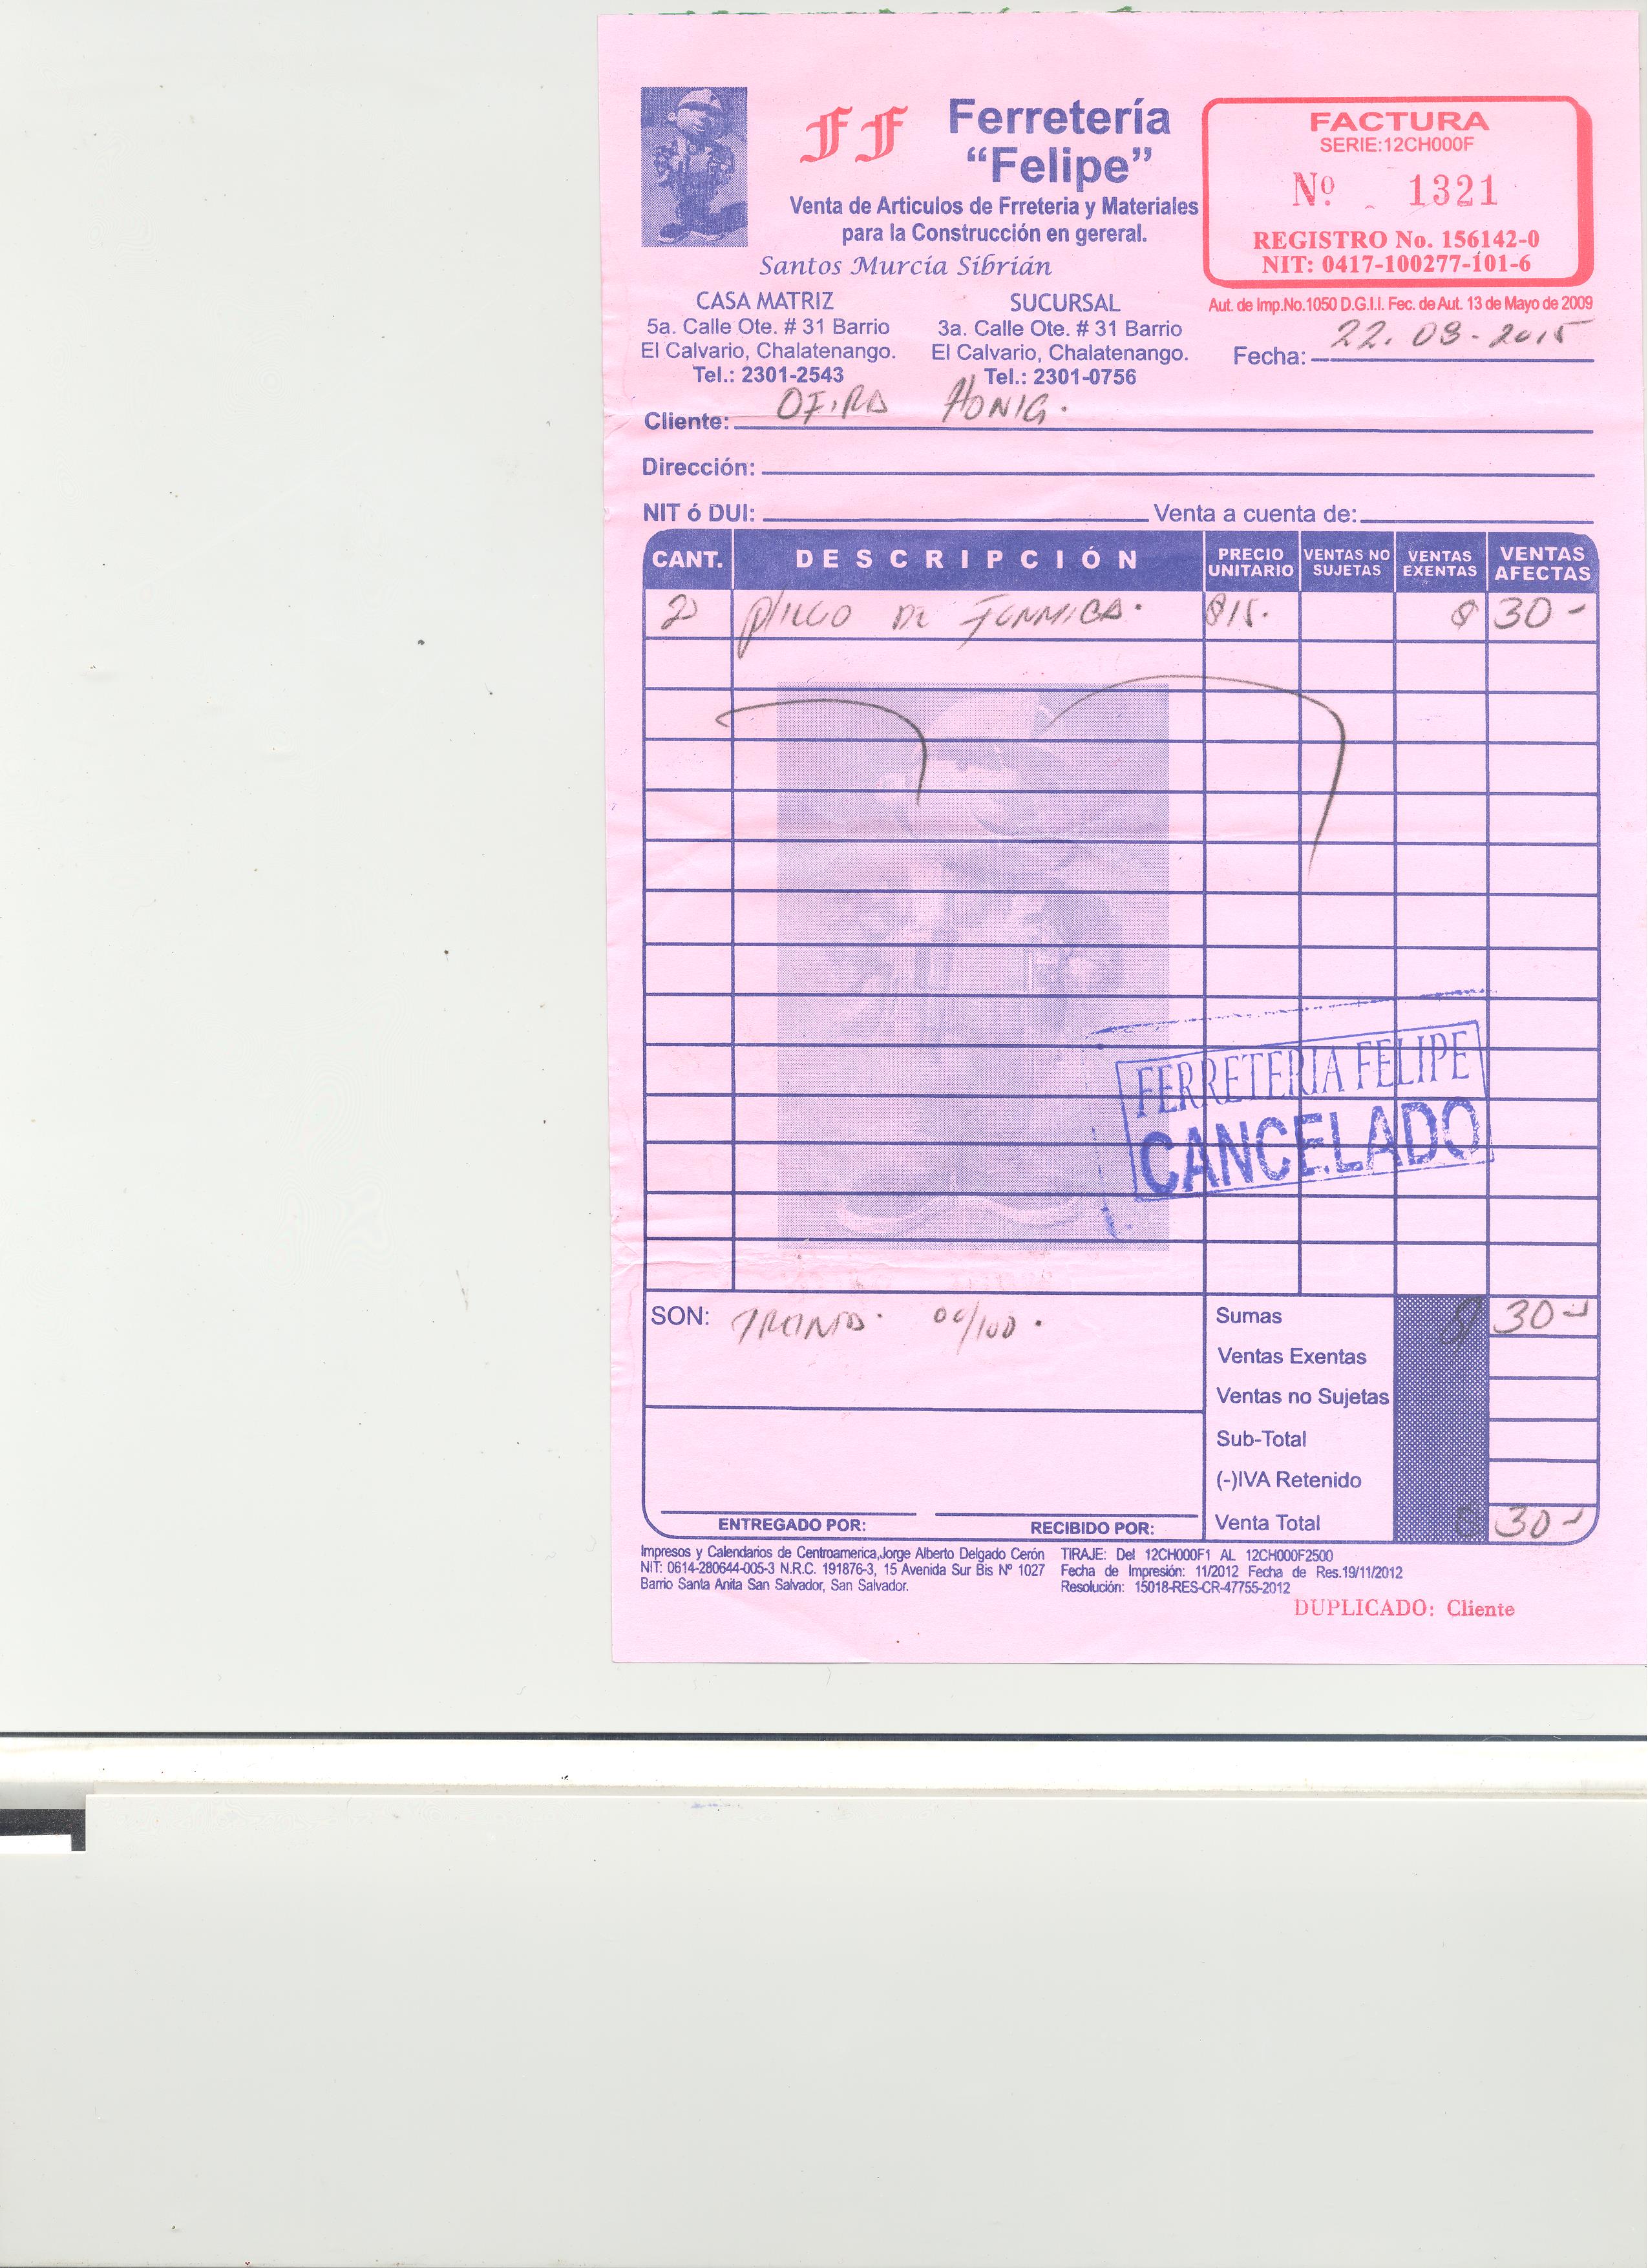 FF Ferretería
“Felipe”
Venta de Articulos de Frreteria y Materiales
para la Construcción en gereral.
Santos Murcia Sibrián
FACTURA
SERIE:12CH000F
Nº 1321
REGISTRO No. 156142-0
NIT: 0417-100277-101-6
Aut. de Imp.No.1050 D.G.I.I. Fec. de Aut. 13 de Mayo de 2009
CASA MATRIZ
5a. Calle Ote. # 31 Barrio
El Calvario, Chalatenango.
Tel.: 2301-2543
SUCURSAL
3a. Calle Ote. # 31 Barrio
El Calvario, Chalatenango.
Tel.: 2301-0756
Fecha: 22. 03-2015
Cliente: OFIRA HONIG.
Dirección:
NIT ó DUI: Venta a cuenta de:
CANT. DESCRIPCIÓN PRECIO UNITARIO VENTAS NO SUJETAS VENTAS EXENTAS VENTAS AFECTAS
2 PLIEGO DE FORMICA. $15. $ 30-
FERRETERIA FELIPE
CANCELADO
SON: TREINTA 00/100.
Sumas $ 30-
Ventas Exentas
Ventas no Sujetas
Sub-Total
(-)IVA Retenido
Venta Total $ 30-
ENTREGADO POR: RECIBIDO POR:
Impresos y Calendarios de Centroamerica,Jorge Alberto Delgado Cerón
NIT: 0614-280644-005-3 N.R.C. 191876-3, 15 Avenida Sur Bis Nº 1027
Barrio Santa Anita San Salvador, San Salvador.
TIRAJE: Del 12CH000F1 AL 12CH000F2500
Fecha de Impresión: 11/2012 Fecha de Res.19/11/2012
Resolución: 15018-RES-CR-47755-2012
DUPLICADO: Cliente